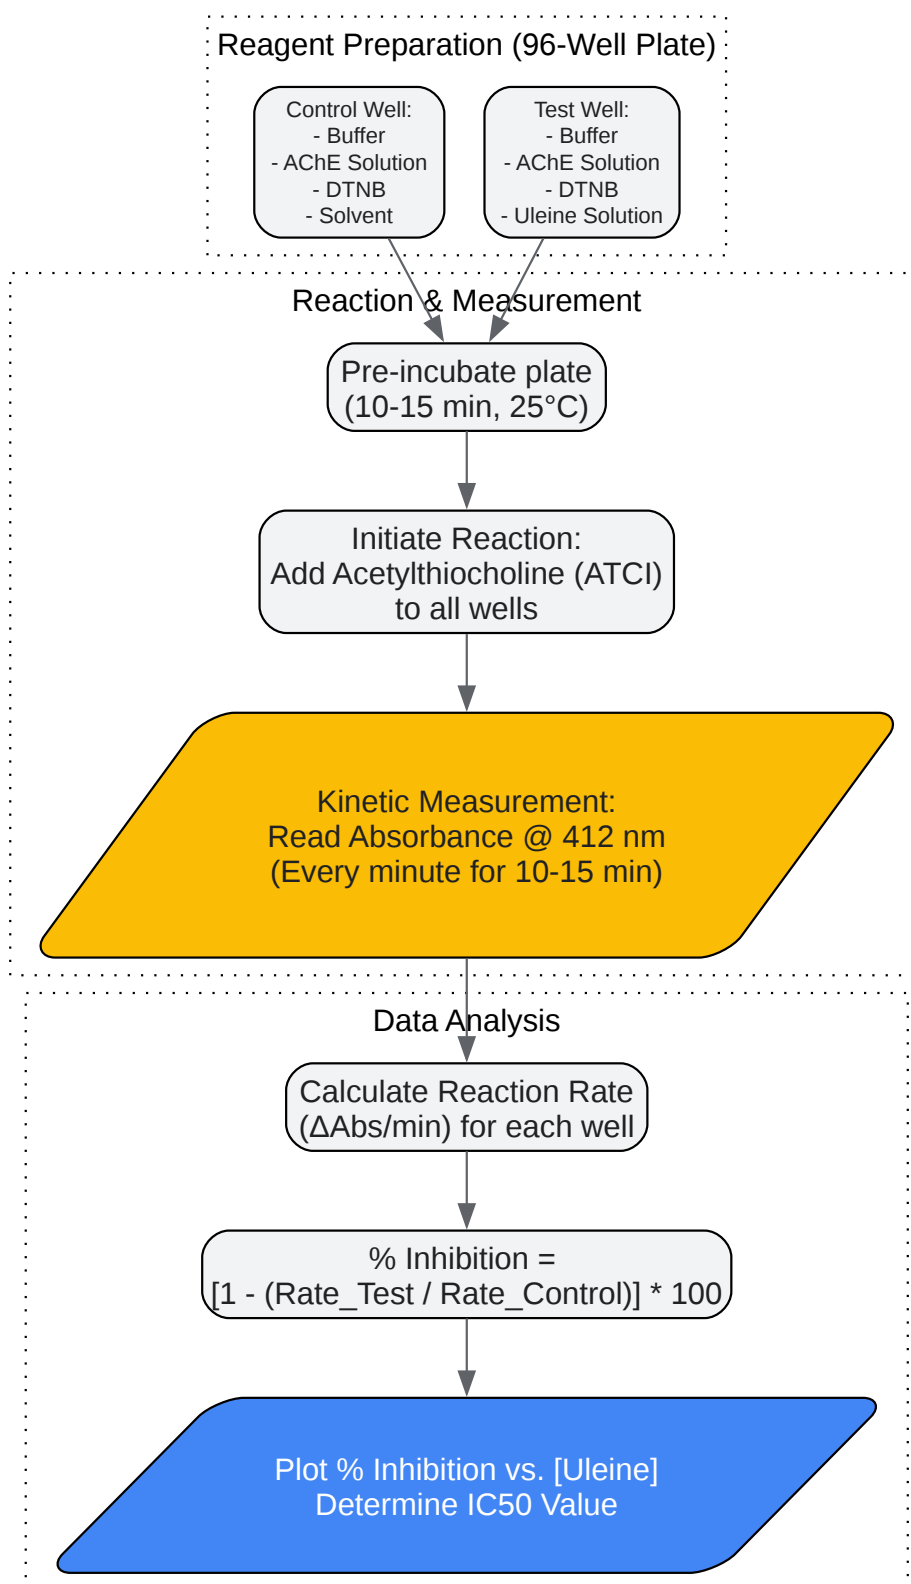 Reagent Preparation (96-Well Plate)
Control Well:
- Buffer
- AChE Solution
- DTNB
- Solvent
Test Well:
- Buffer
- AChE Solution
- DTNB
- Uleine Solution
Reaction & Measurement
Pre-incubate plate
(10-15 min, 25°C)
Initiate Reaction:
Add Acetylthiocholine (ATCI)
to all wells
Kinetic Measurement:
Read Absorbance @ 412 nm
(Every minute for 10-15 min)
Data Analysis
Calculate Reaction Rate
(ΔAbs/min) for each well
% Inhibition =
[1 - (Rate_Test / Rate_Control)] * 100
Plot % Inhibition vs. [Uleine]
Determine IC50 Value